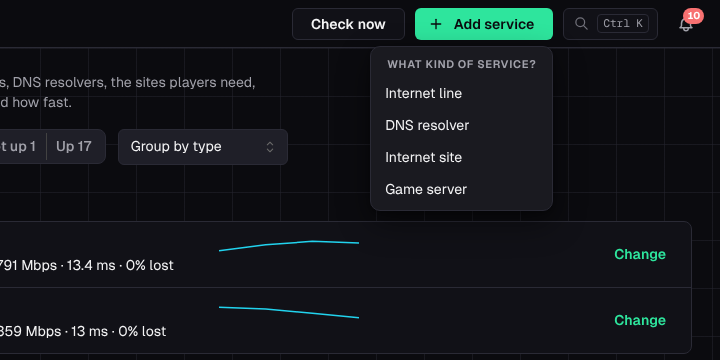 Check now
Add service
Ctrl K
10
WHAT KIND OF SERVICE?
Internet line
DNS resolver
Internet site
Game server
s, DNS resolvers, the sites players need,
d how fast.
t up 1
Up 17
Group by type
791 Mbps · 13.4 ms · 0% lost
Change
359 Mbps · 13 ms · 0% lost
Change